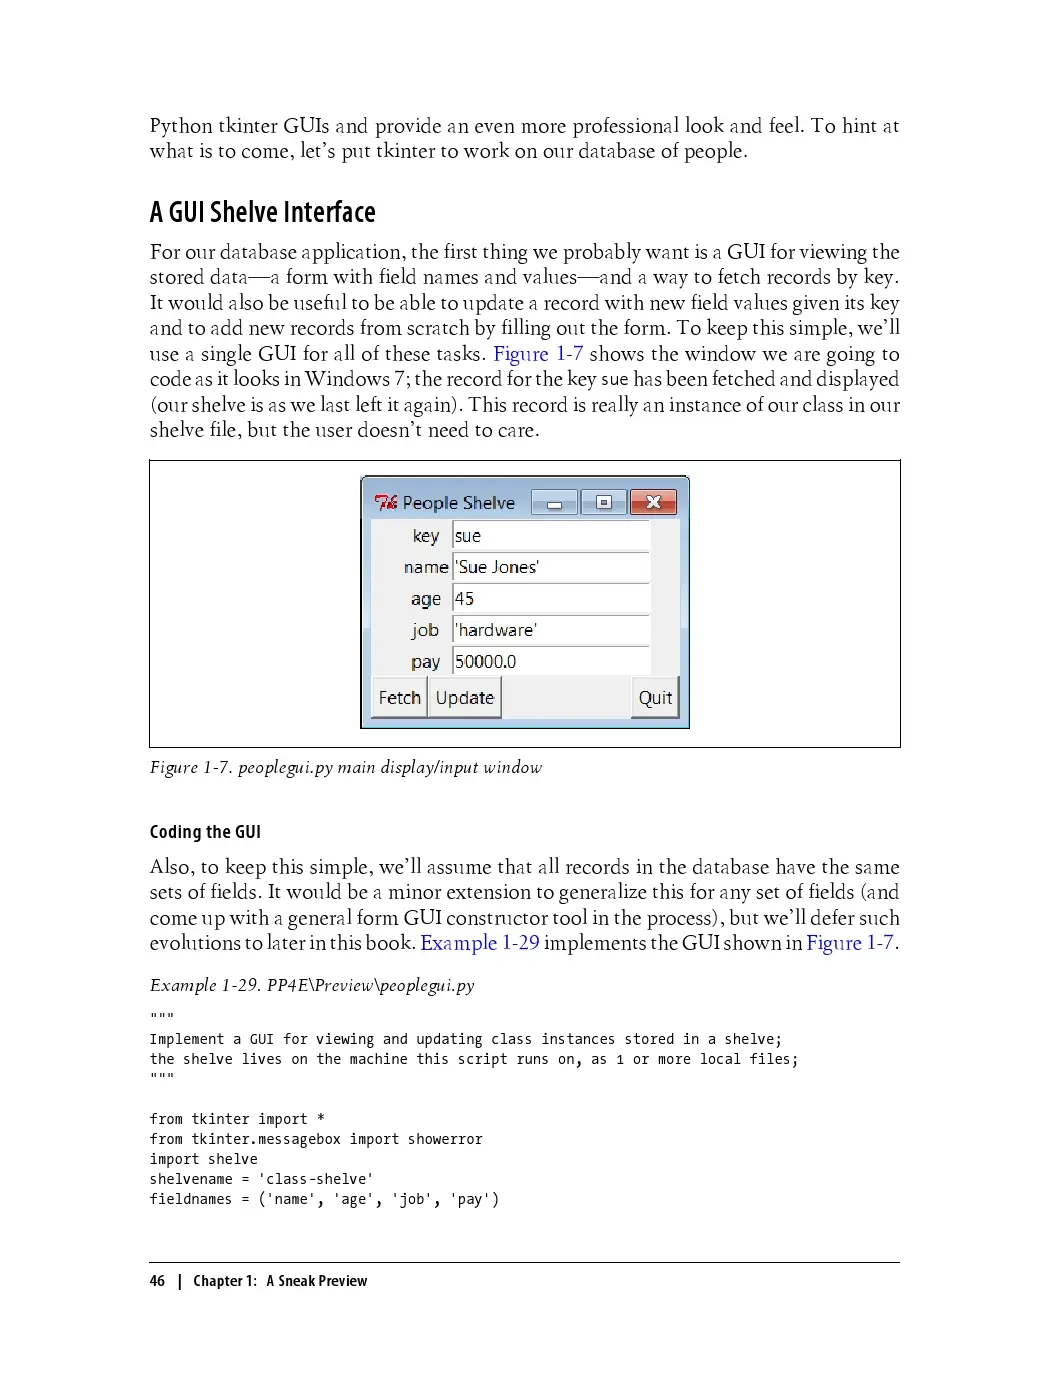 Python tkinter GUIs and provide an even more professional look and feel. To hint at
what is to come, let’s put tkinter to work on our database of people.
A GUI Shelve Interface
For our database application, the first thing we probably want is a GUI for viewing the
stored data—a form with field names and values—and a way to fetch records by key.
It would also be useful to be able to update a record with new field values given its key
and to add new records from scratch by filling out the form. To keep this simple, we’ll
use a single GUI for all of these tasks. Figure 1-7 shows the window we are going to
code as it looks in Windows 7; the record for the key sue has been fetched and displayed
(our shelve is as we last left it again). This record is really an instance of our class in our
shelve file, but the user doesn’t need to care.
People Shelve
key sue
name 'Sue Jones'
age 45
job 'hardware'
pay 50000.0
Fetch Update Quit
Figure 1-7. peoplegui.py main display/input window
Coding the GUI
Also, to keep this simple, we’ll assume that all records in the database have the same
sets of fields. It would be a minor extension to generalize this for any set of fields (and
come up with a general form GUI constructor tool in the process), but we’ll defer such
evolutions to later in this book. Example 1-29 implements the GUI shown in Figure 1-7.
Example 1-29. PP4E\Preview\peoplegui.py
"""
Implement a GUI for viewing and updating class instances stored in a shelve;
the shelve lives on the machine this script runs on, as 1 or more local files;
"""
from tkinter import *
from tkinter.messagebox import showerror
import shelve
shelvename = 'class-shelve'
fieldnames = ('name', 'age', 'job', 'pay')
46 | Chapter 1: A Sneak Preview